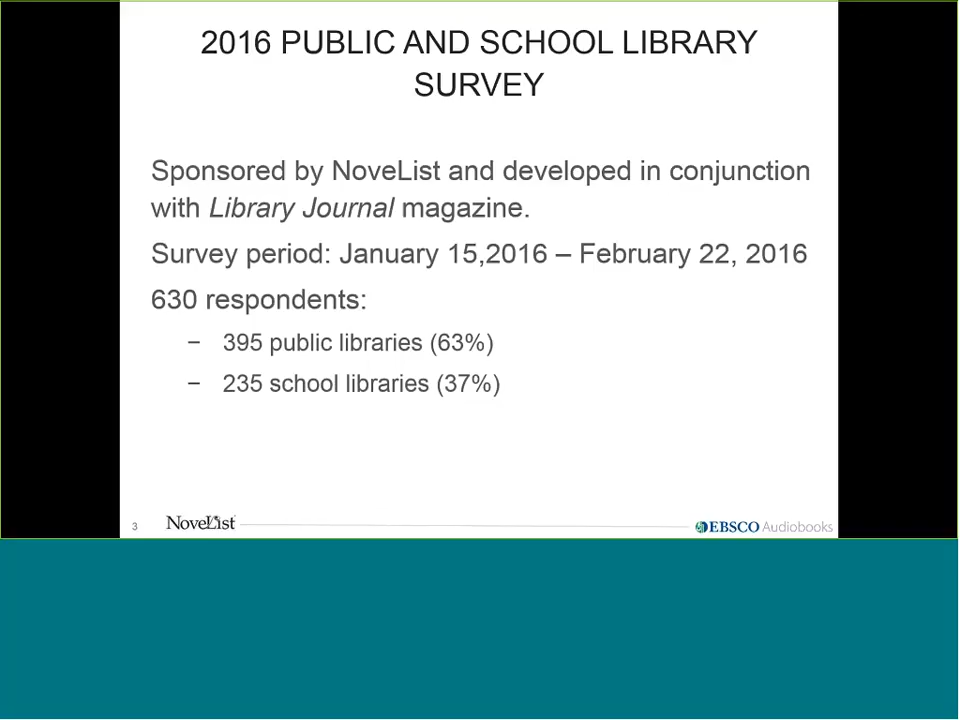 2016 PUBLIC AND SCHOOL LIBRARY
SURVEY
Sponsored by NoveList and developed in conjunction
with Library Journal magazine.
Survey period: January 15,2016 – February 22, 2016
630 respondents:
– 395 public libraries (63%)
– 235 school libraries (37%)
3 NoveList EBSCO Audiobooks